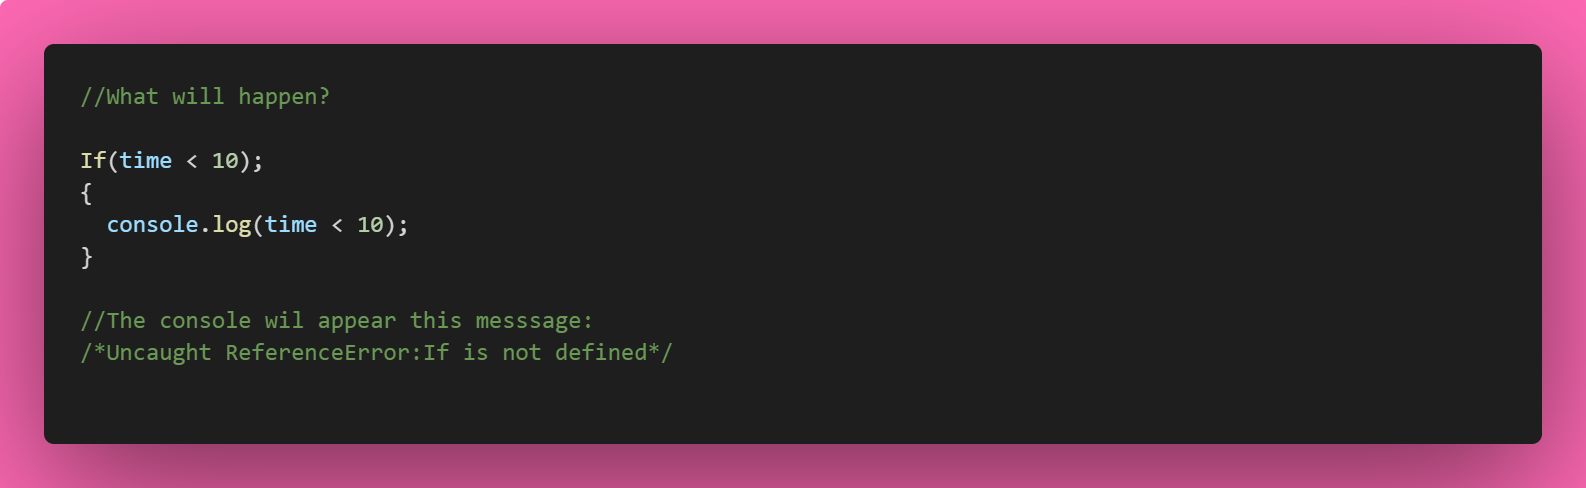 //What will happen?
If(time < 10);
{
  console.log(time < 10);
}
//The console wil appear this messsage:
/*Uncaught ReferenceError:If is not defined*/